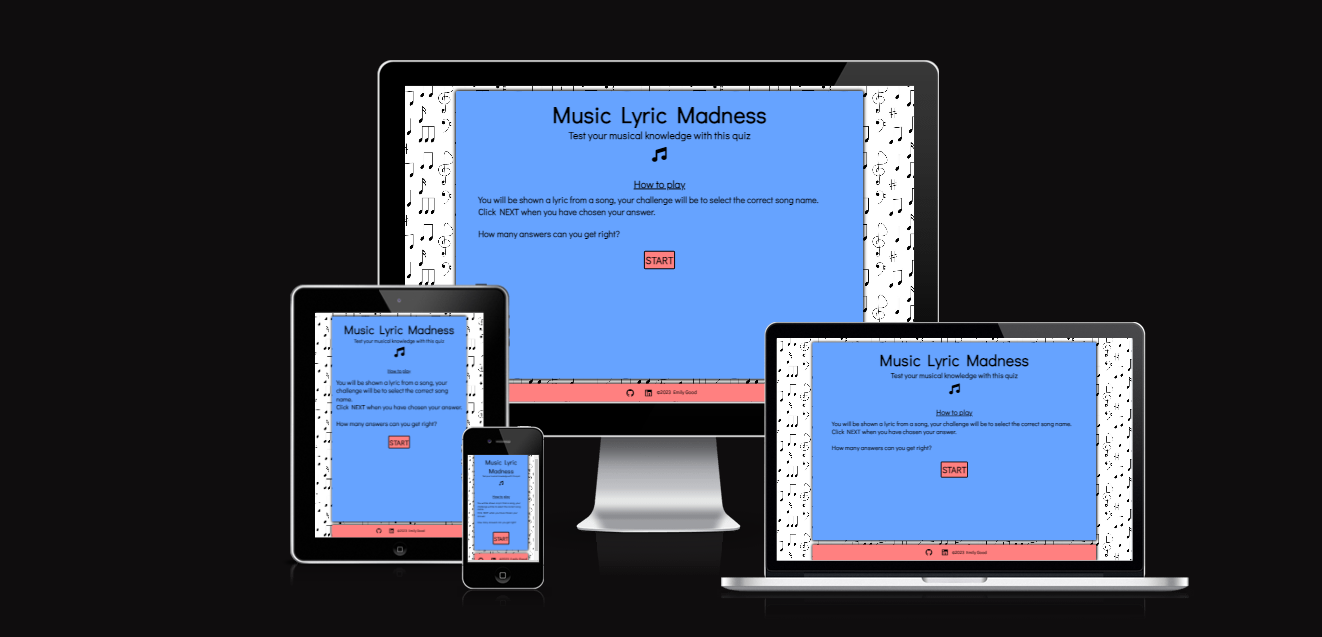 Music Lyric Madness
Test your musical knowledge with this quiz
How to play
You will be shown a lyric from a song, your challenge will be to select the correct song name.
Click NEXT when you have chosen your answer.
How many answers can you get right?
START
©2023 Emily Good
Music Lyric Madness
Test your musical knowledge with this quiz
How to play
You will be shown a lyric from a song, your
challenge will be to select the correct song
name.
Click NEXT when you have chosen your answer.
How many answers can you get right?
START
©2023 Emily Good
Music Lyric
Madness
How to play
START
Music Lyric Madness
Test your musical knowledge with this quiz
How to play
You will be shown a lyric from a song, your challenge will be to select the correct song name.
Click NEXT when you have chosen your answer.
How many answers can you get right?
START
©2023 Emily Good